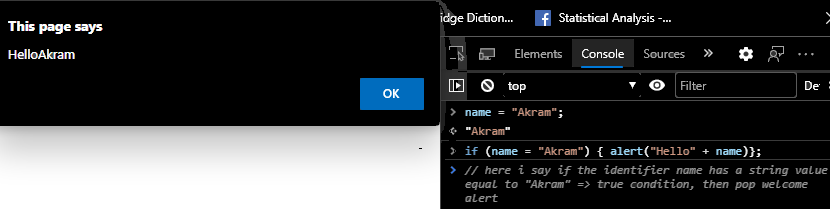 This page says
HelloAkram
OK
idge Diction...
Statistical Analysis -...
Elements Console Sources
top Filter De
name = "Akram";
"Akram"
if (name = "Akram") { alert("Hello" + name)};
// here i say if the identifier name has a string value
equal to "Akram" => true condition, then pop welcome
alert